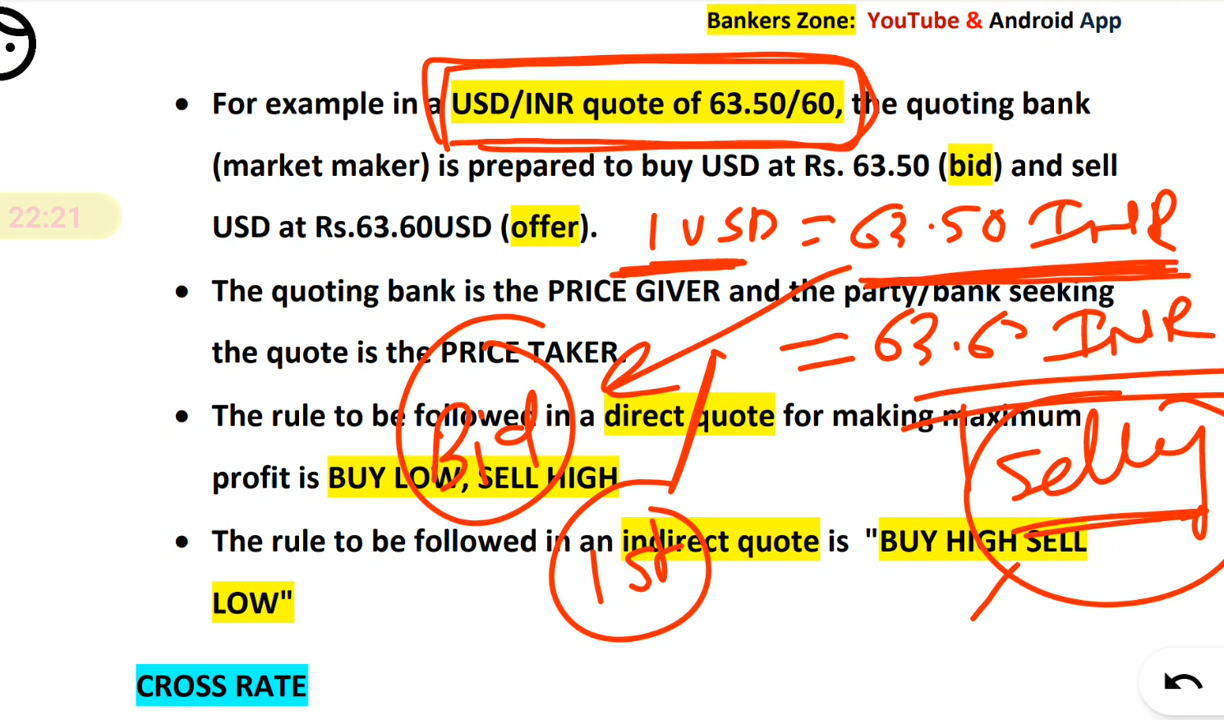 Bankers Zone: YouTube & Android App
• For example in a USD/INR quote of 63.50/60, the quoting bank
(market maker) is prepared to buy USD at Rs. 63.50 (bid) and sell
USD at Rs.63.60USD (offer).
1 USD = 63.50 INR
22:21
• The quoting bank is the PRICE GIVER and the party/bank seeking
the quote is the PRICE TAKER.
= 63.60 INR
• The rule to be followed in a direct quote for making maximum
profit is BUY LOW, SELL HIGH
Bid
• The rule to be followed in an indirect quote is "BUY HIGH SELL
LOW"
1st
CROSS RATE